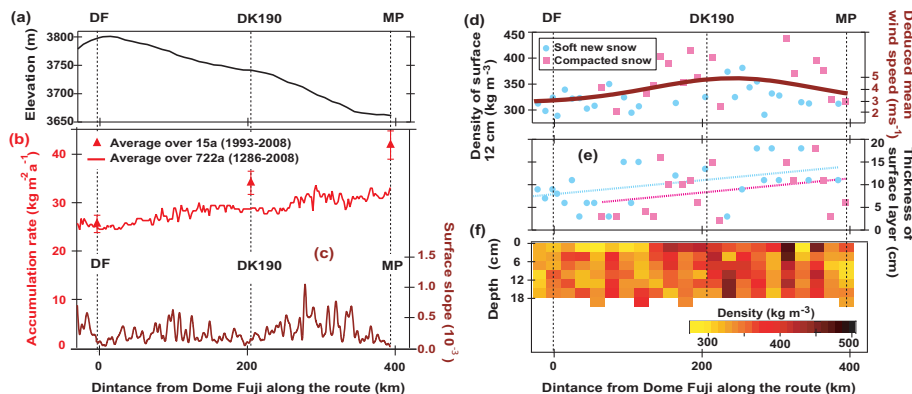 (a)
DF
DK190
MP
3800
3750
3700
3650
Elevation (m)
(b)
Average over 15a (1993-2008)
Average over 722a (1286-2008)
40
30
20
10
0
Accumulation rate (kg m-2 a-1)
(c)
DF
DK190
MP
1.5
1.0
0.5
0.0
Surface slope (10-3)
0
200
400
Dintance from Dome Fuji along the route (km)
(d)
DF
DK190
MP
Soft new snow
Compacted snow
450
400
350
300
Density of surface
12 cm (kg m-3)
5
4
3
2
Deduced mean
wind speed (ms-1)
(e)
20
15
10
5
0
Thickness of
surface layer (cm)
(f)
0
6
12
18
Depth (cm)
Density (kg m-3)
300
400
500
0
200
400
Dintance from Dome Fuji along the route (km)